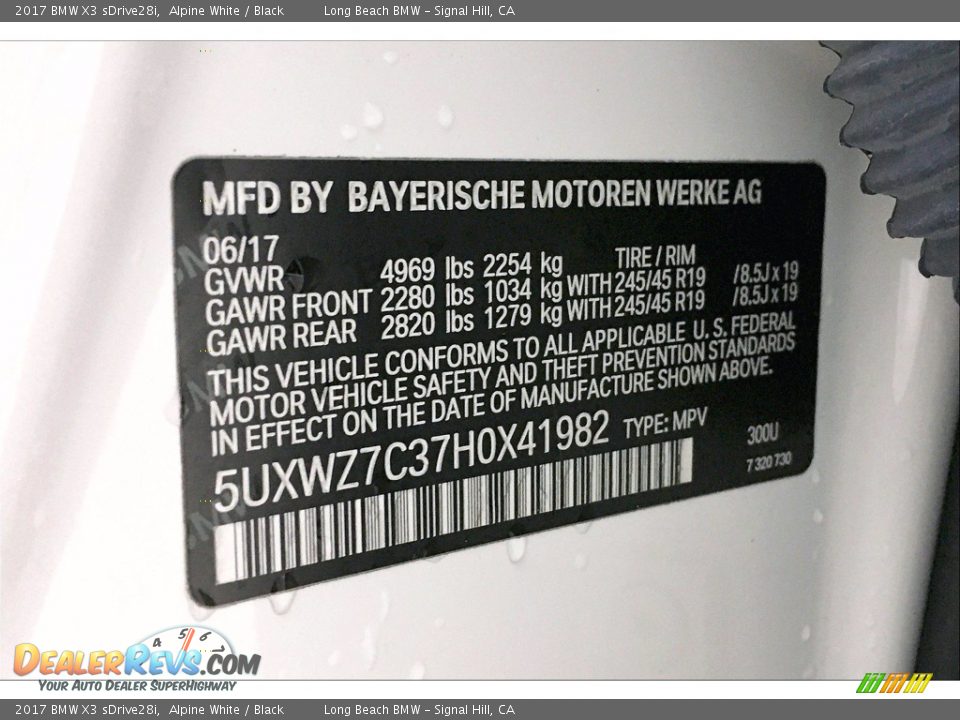 2017 BMW X3 sDrive28i, Alpine White / Black Long Beach BMW - Signal Hill, CA
MFD BY BAYERISCHE MOTOREN WERKE AG
06/17 TIRE / RIM
GVWR 4969 lbs 2254 kg
GAWR FRONT 2280 lbs 1034 kg WITH 245/45 R19 /8.5J x 19
GAWR REAR 2820 lbs 1279 kg WITH 245/45 R19 /8.5J x 19
THIS VEHICLE CONFORMS TO ALL APPLICABLE U. S. FEDERAL
MOTOR VEHICLE SAFETY AND THEFT PREVENTION STANDARDS
IN EFFECT ON THE DATE OF MANUFACTURE SHOWN ABOVE.
5UXWZ7C37H0X41982 TYPE: MPV 300U
7 320 730
4 5 6
DEALERREVS.COM
YOUR AUTO DEALER SUPERHIGHWAY
2017 BMW X3 sDrive28i, Alpine White / Black Long Beach BMW - Signal Hill, CA